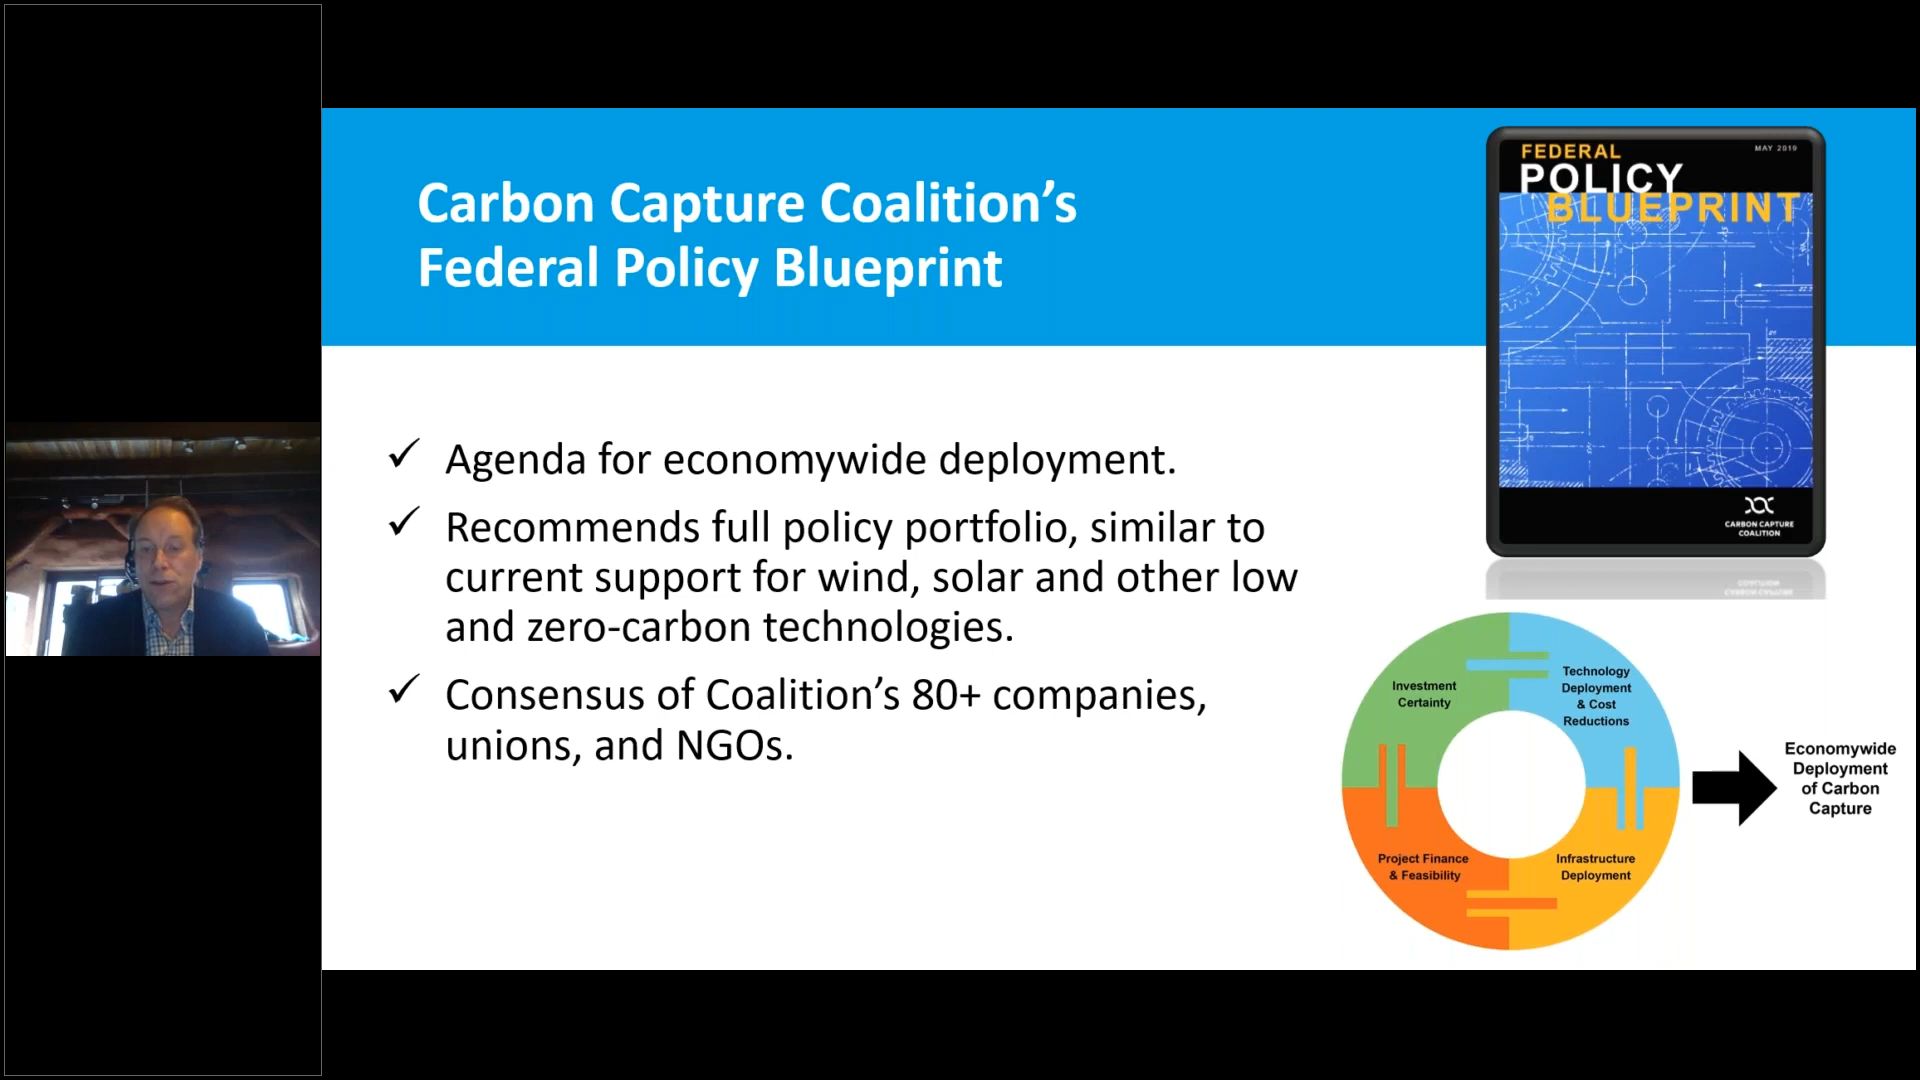 Carbon Capture Coalition’s
Federal Policy Blueprint
FEDERAL
MAY 2019
POLICY
BLUEPRINT
CARBON CAPTURE
COALITION
✓ Agenda for economywide deployment.
✓ Recommends full policy portfolio, similar to
current support for wind, solar and other low
and zero-carbon technologies.
✓ Consensus of Coalition’s 80+ companies,
unions, and NGOs.
Investment
Certainty
Technology
Deployment
& Cost
Reductions
Project Finance
& Feasibility
Infrastructure
Deployment
Economywide
Deployment
of Carbon
Capture